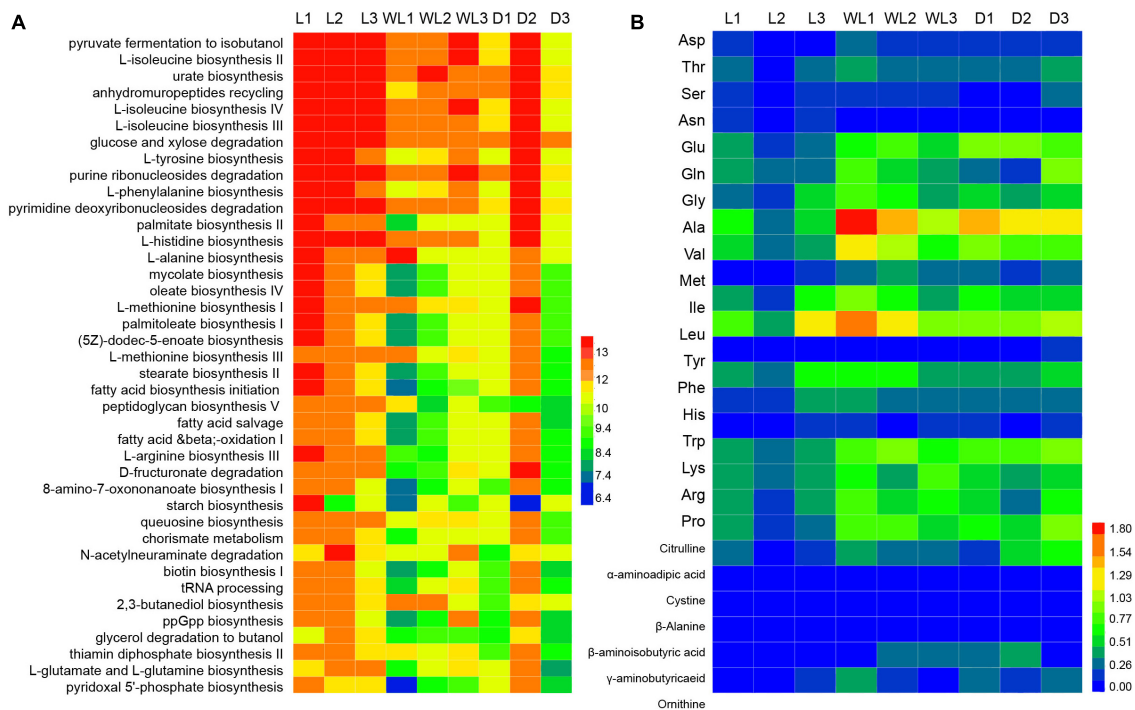 A
L1 L2 L3 WL1 WL2 WL3 D1 D2 D3
pyruvate fermentation to isobutanol
L-isoleucine biosynthesis II
urate biosynthesis
anhydromuropeptides recycling
L-isoleucine biosynthesis IV
L-isoleucine biosynthesis III
glucose and xylose degradation
L-tyrosine biosynthesis
purine ribonucleosides degradation
L-phenylalanine biosynthesis
pyrimidine deoxyribonucleosides degradation
palmitate biosynthesis II
L-histidine biosynthesis
L-alanine biosynthesis
mycolate biosynthesis
oleate biosynthesis IV
L-methionine biosynthesis I
palmitoleate biosynthesis I
(5Z)-dodec-5-enoate biosynthesis
L-methionine biosynthesis III
stearate biosynthesis II
fatty acid biosynthesis initiation
peptidoglycan biosynthesis V
fatty acid salvage
fatty acid &beta;-oxidation I
L-arginine biosynthesis III
D-fructuronate degradation
8-amino-7-oxononanoate biosynthesis I
starch biosynthesis
queuosine biosynthesis
chorismate metabolism
N-acetylneuraminate degradation
biotin biosynthesis I
tRNA processing
2,3-butanediol biosynthesis
ppGpp biosynthesis
glycerol degradation to butanol
thiamin diphosphate biosynthesis II
L-glutamate and L-glutamine biosynthesis
pyridoxal 5'-phosphate biosynthesis
13
12
10
9.4
8.4
7.4
6.4
B
L1 L2 L3 WL1 WL2 WL3 D1 D2 D3
Asp
Thr
Ser
Asn
Glu
Gln
Gly
Ala
Val
Met
Ile
Leu
Tyr
Phe
His
Trp
Lys
Arg
Pro
Citrulline
α-aminoadipic acid
Cystine
β-Alanine
β-aminoisobutyric acid
γ-aminobutyricaeid
Ornithine
1.80
1.54
1.29
1.03
1.77
0.51
0.26
0.00